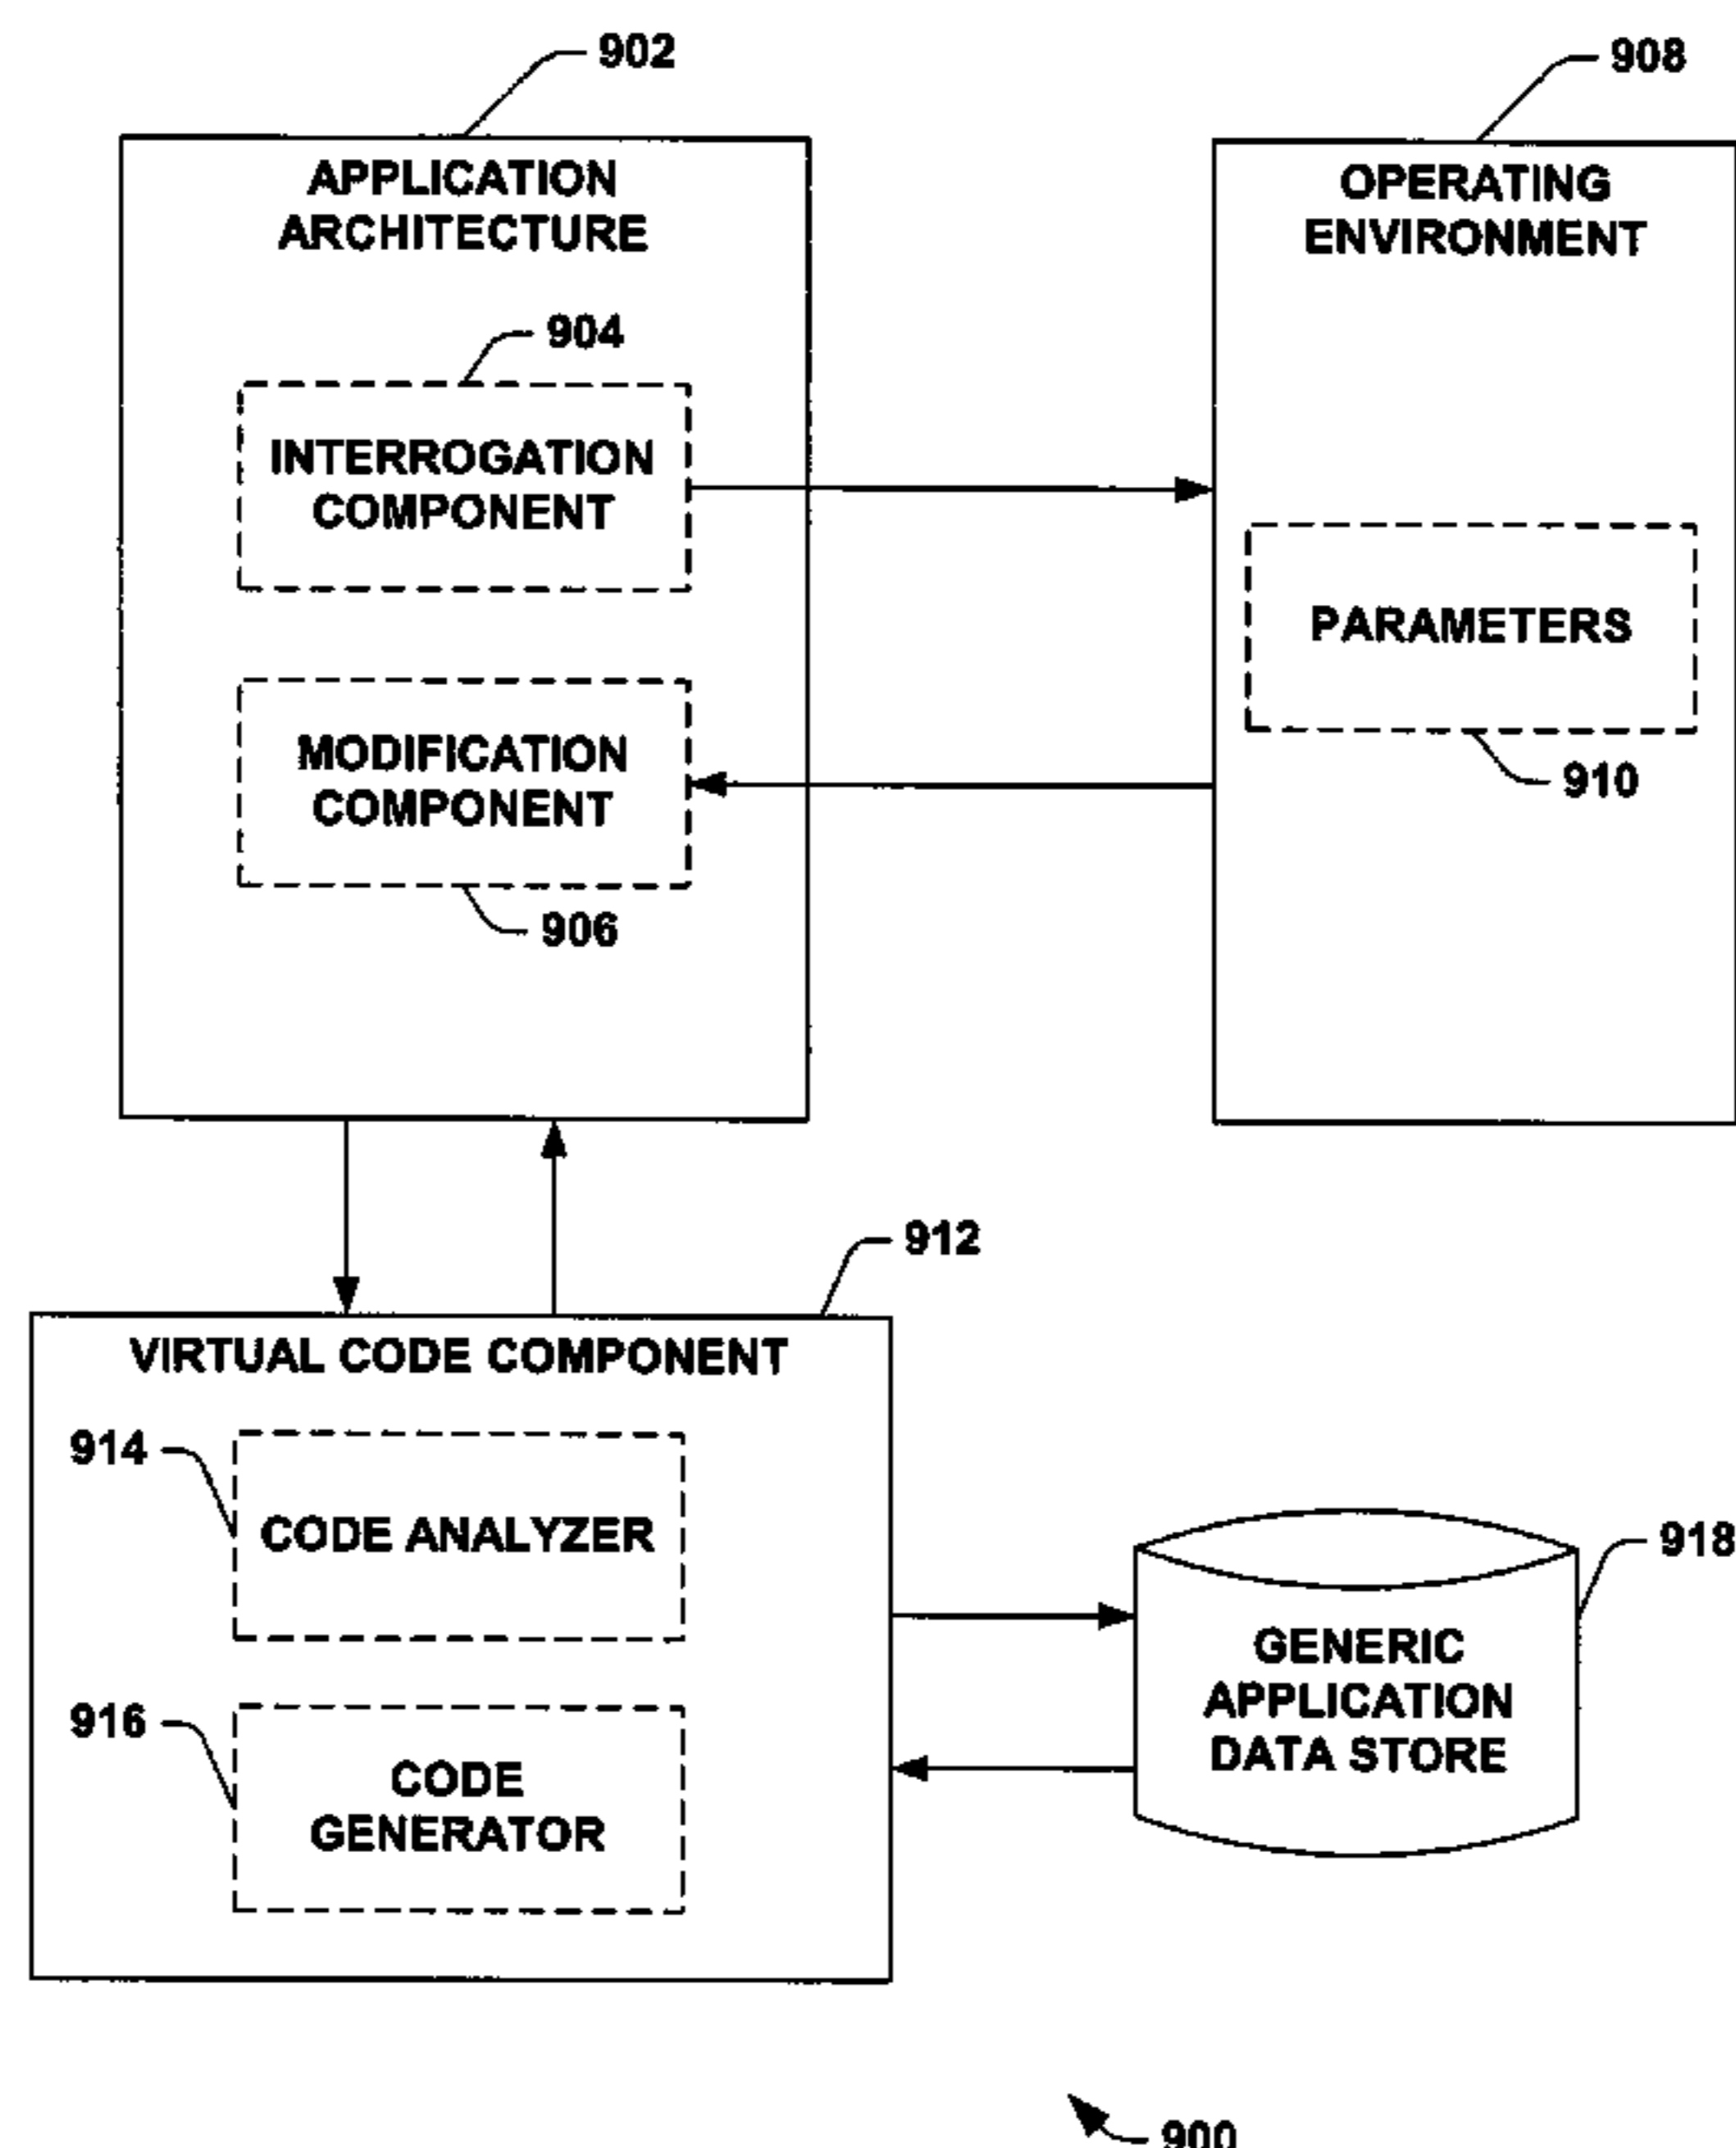 902
908
APPLICATION
ARCHITECTURE
OPERATING
ENVIRONMENT
904
INTERROGATION
COMPONENT
PARAMETERS
910
MODIFICATION
COMPONENT
906
912
VIRTUAL CODE COMPONENT
914
CODE ANALYZER
918
GENERIC
APPLICATION
DATA STORE
916
CODE
GENERATOR
900